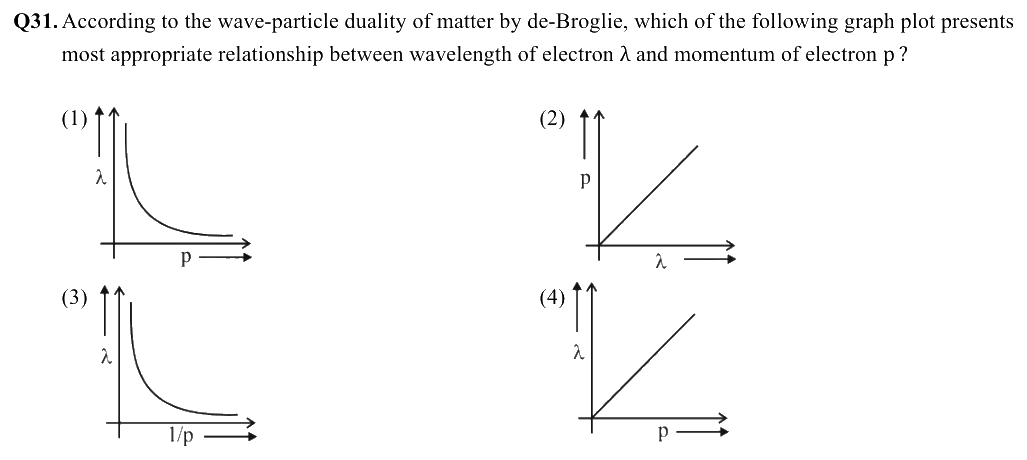 Q31. According to the wave-particle duality of matter by de-Broglie, which of the following graph plot presents
most appropriate relationship between wavelength of electron λ and momentum of electron p ?
(1)
λ
p
(2)
p
λ
(3)
λ
1/p
(4)
λ
p